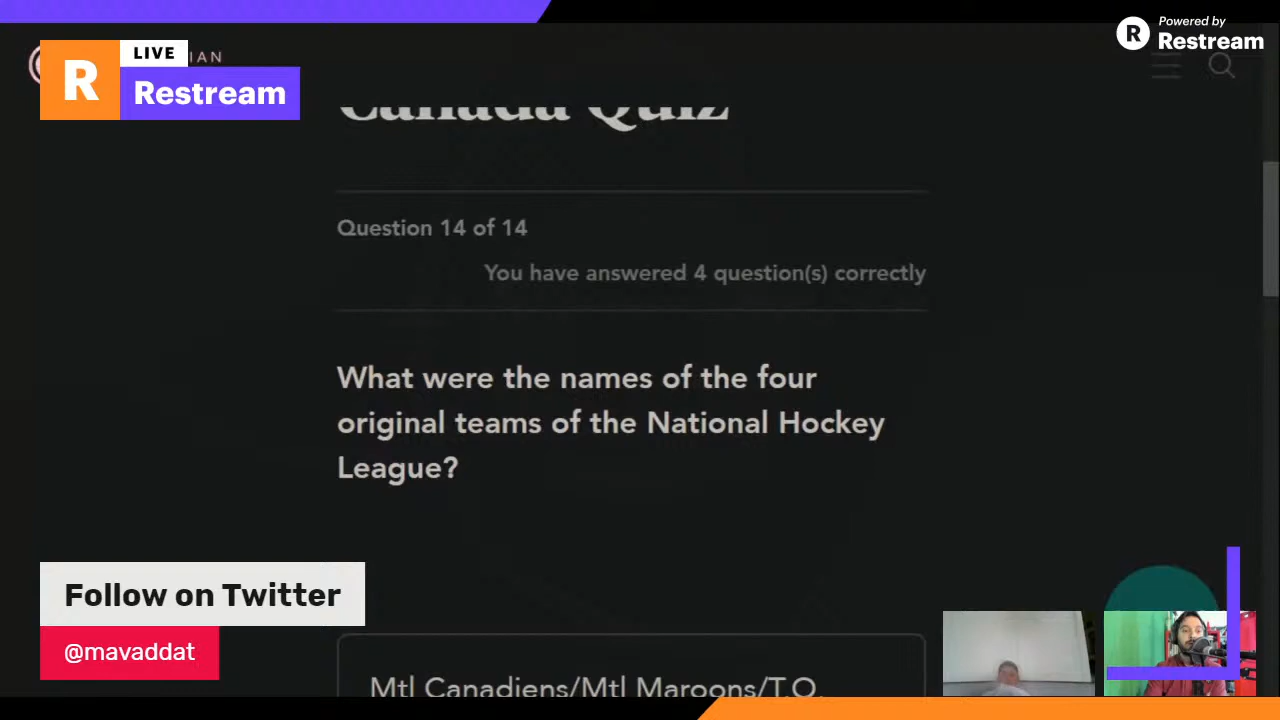 LIVE
Restream
R
IAN
Powered by
R
Restream
Canada Quiz
Question 14 of 14
You have answered 4 question(s) correctly
What were the names of the four
original teams of the National Hockey
League?
Follow on Twitter
@mavaddat
Mtl Canadiens/Mtl Maroons/T.O.